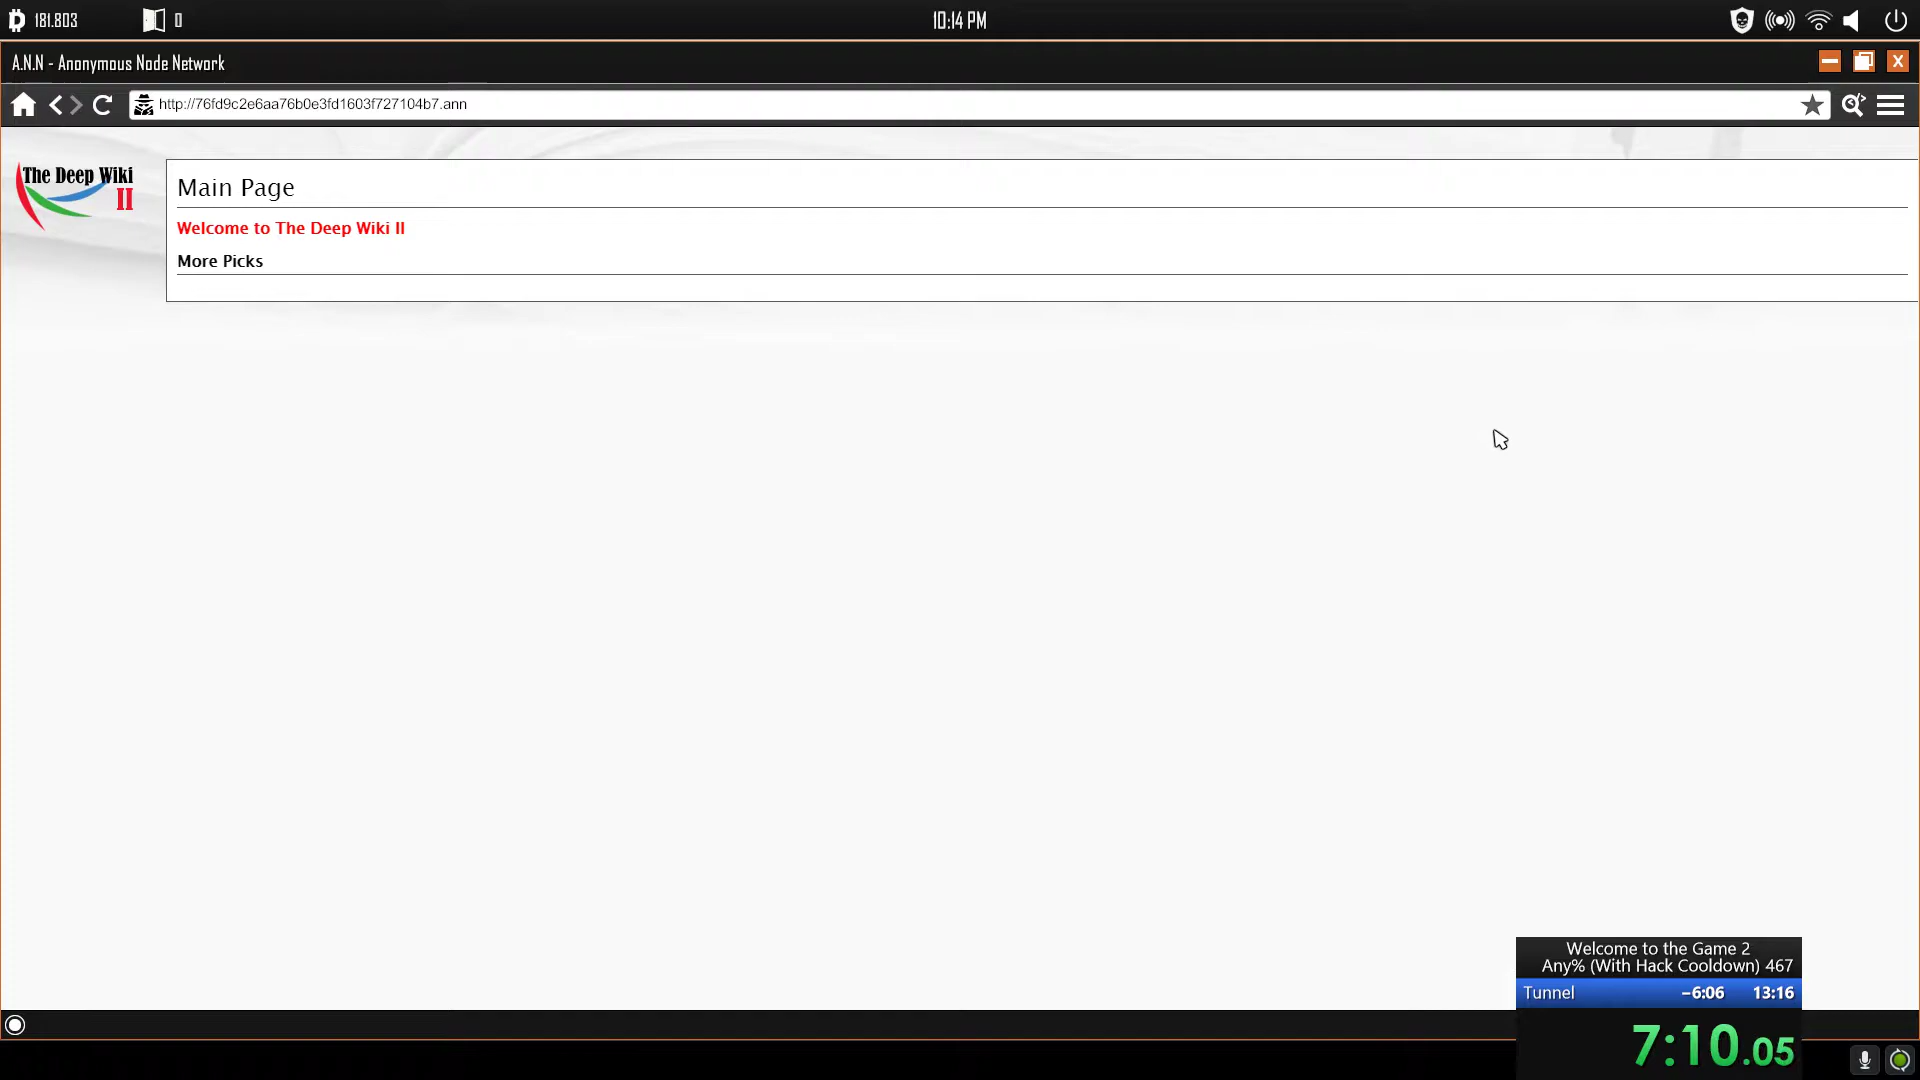 181.803
0
10:14 PM
A.N.N - Anonymous Node Network
http://76fd9c2e6aa76b0e3fd1603f727104b7.ann
The Deep Wiki
II
Main Page
Welcome to The Deep Wiki II
More Picks
Welcome to the Game 2
Any% (With Hack Cooldown) 467
Tunnel −6:06 13:16
7:10.05